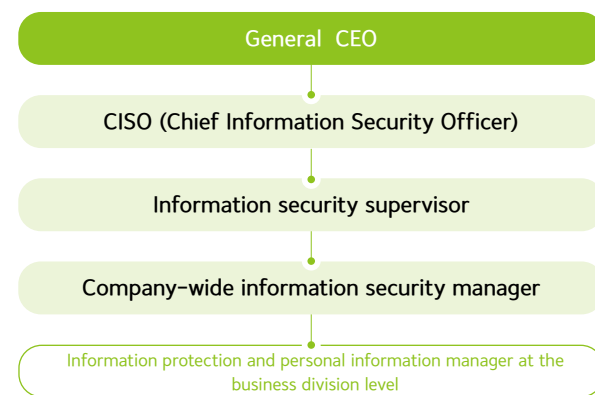 General CEO
CISO (Chief Information Security Officer)
Information security supervisor
Company-wide information security manager
Information protection and personal information manager at the
business division level